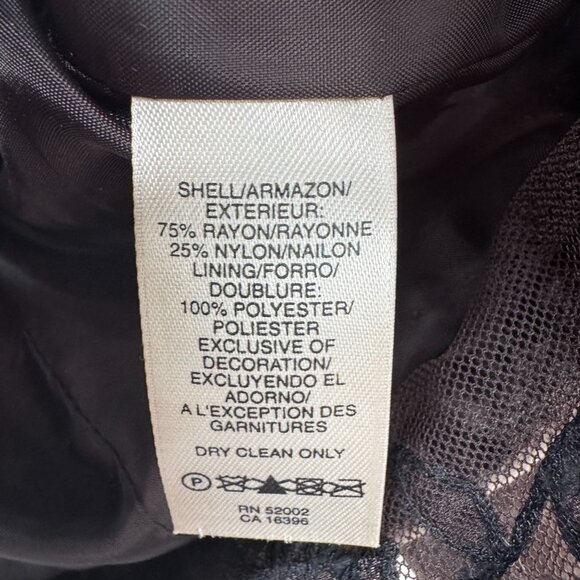 SHELL/ARMAZON/
EXTERIEUR:
75% RAYON/RAYONNE
25% NYLON/NAILON
LINING/FORRO/
DOUBLURE:
100% POLYESTER/
POLIESTER
EXCLUSIVE OF
DECORATION/
EXCLUYENDO EL
ADORNO/
A L'EXCEPTION DES
GARNITURES
DRY CLEAN ONLY
P
RN 52002
CA 16396